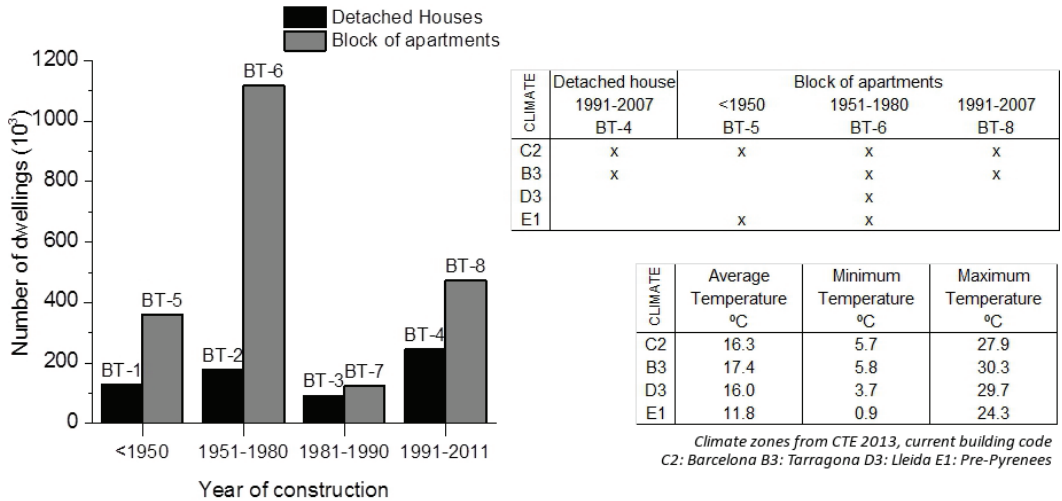 Detached Houses
Block of apartments
Number of dwellings (10³)
1200
1000
800
600
400
200
0
BT-1
BT-5
BT-2
BT-6
BT-3
BT-7
BT-4
BT-8
<1950 1951-1980 1981-1990 1991-2011
Year of construction
CLIMATE
Detached house Block of apartments
1991-2007 <1950 1951-1980 1991-2007
BT-4 BT-5 BT-6 BT-8
C2 x x x x
B3 x x x
D3 x
E1 x x
CLIMATE
Average Minimum Maximum
Temperature Temperature Temperature
ºC ºC ºC
C2 16.3 5.7 27.9
B3 17.4 5.8 30.3
D3 16.0 3.7 29.7
E1 11.8 0.9 24.3
Climate zones from CTE 2013, current building code
C2: Barcelona B3: Tarragona D3: Lleida E1: Pre-Pyrenees